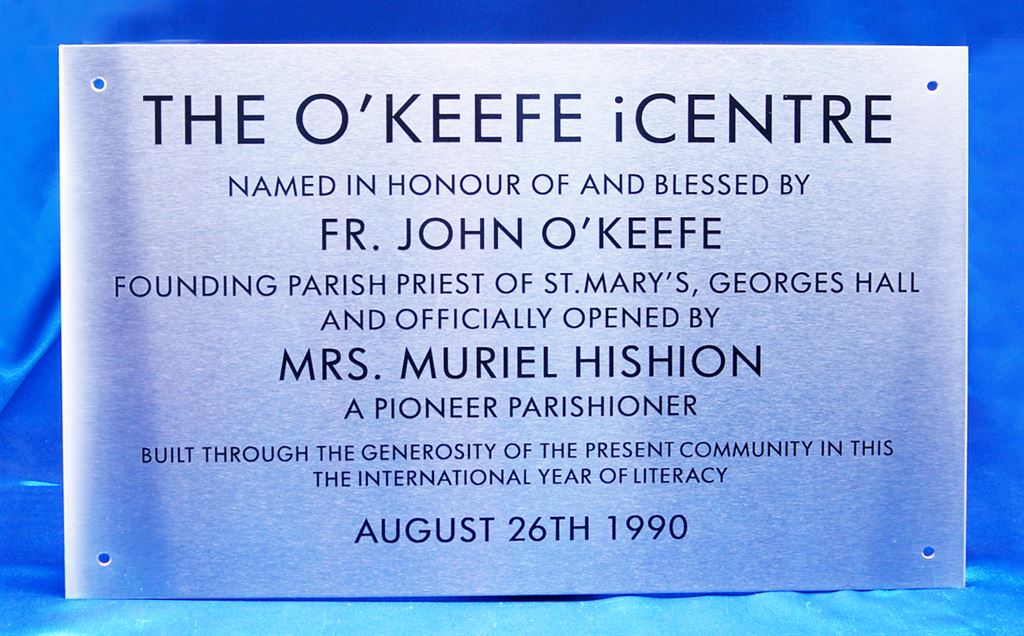 THE O'KEEFE iCENTRE
NAMED IN HONOUR OF AND BLESSED BY
FR. JOHN O'KEEFE
FOUNDING PARISH PRIEST OF ST.MARY'S, GEORGES HALL
AND OFFICIALLY OPENED BY
MRS. MURIEL HISHION
A PIONEER PARISHIONER
BUILT THROUGH THE GENEROSITY OF THE PRESENT COMMUNITY IN THIS
THE INTERNATIONAL YEAR OF LITERACY
AUGUST 26TH 1990